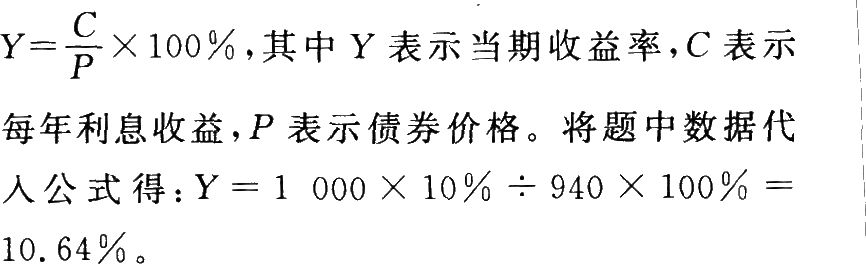 Y=C/P×100%,其中 Y 表示当期收益率,C 表示
每年利息收益,P 表示债券价格。将题中数据代
入公式得:Y = 1 000 × 10% ÷ 940 × 100% =
10.64%。